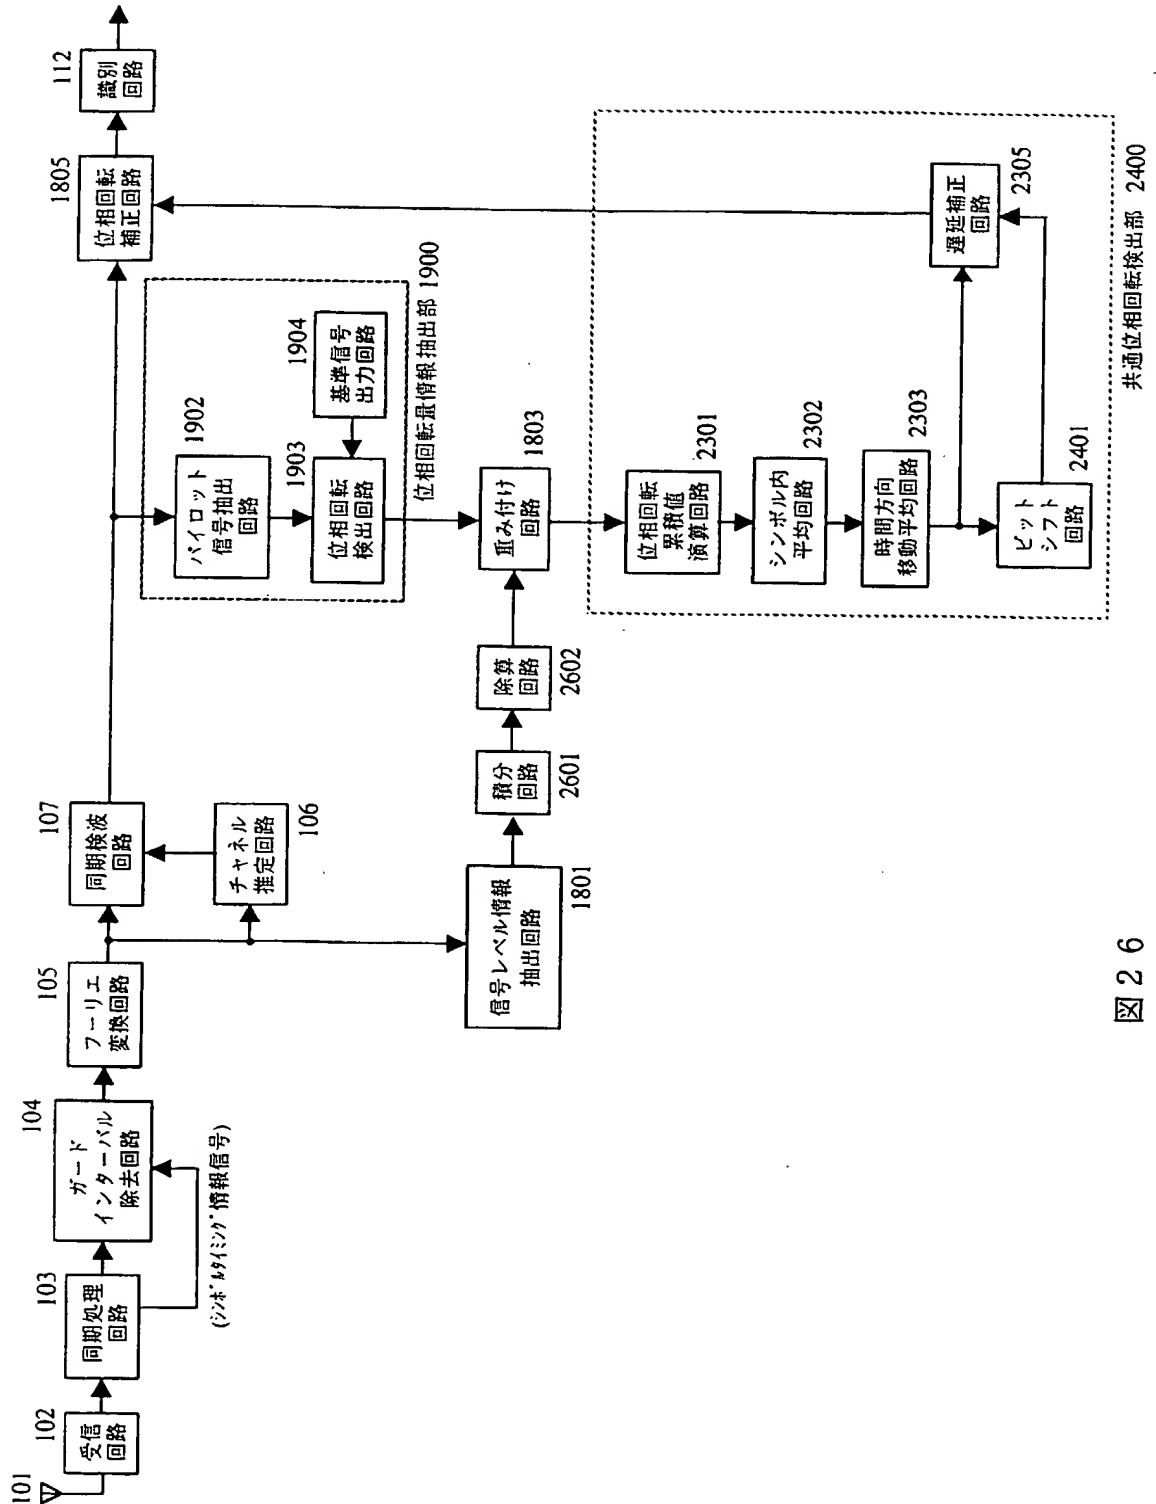 101
102
受信
回路
103
同期処理
回路
(シンボルタイミング情報信号)
104
ガード
インターバル
除去回路
105
フーリエ
変換回路
107
同期検波
回路
チャネル
推定回路
106
信号レベル情報
抽出回路
1801
積分
回路
2601
除算
回路
2602
1902
パイロット
信号抽出
回路
1903
位相回転
検出回路
1904
基準信号
出力回路
位相回転量情報抽出部 1900
重み付け
回路
1803
1805
位相回転
補正回路
112
識別
回路
位相回転
累積値
演算回路
2301
シンボル内
平均回路
2302
時間方向
移動平均回路
2303
ビット
シフト
回路
2401
遅延補正
回路
2305
共通位相回転検出部 2400
図26